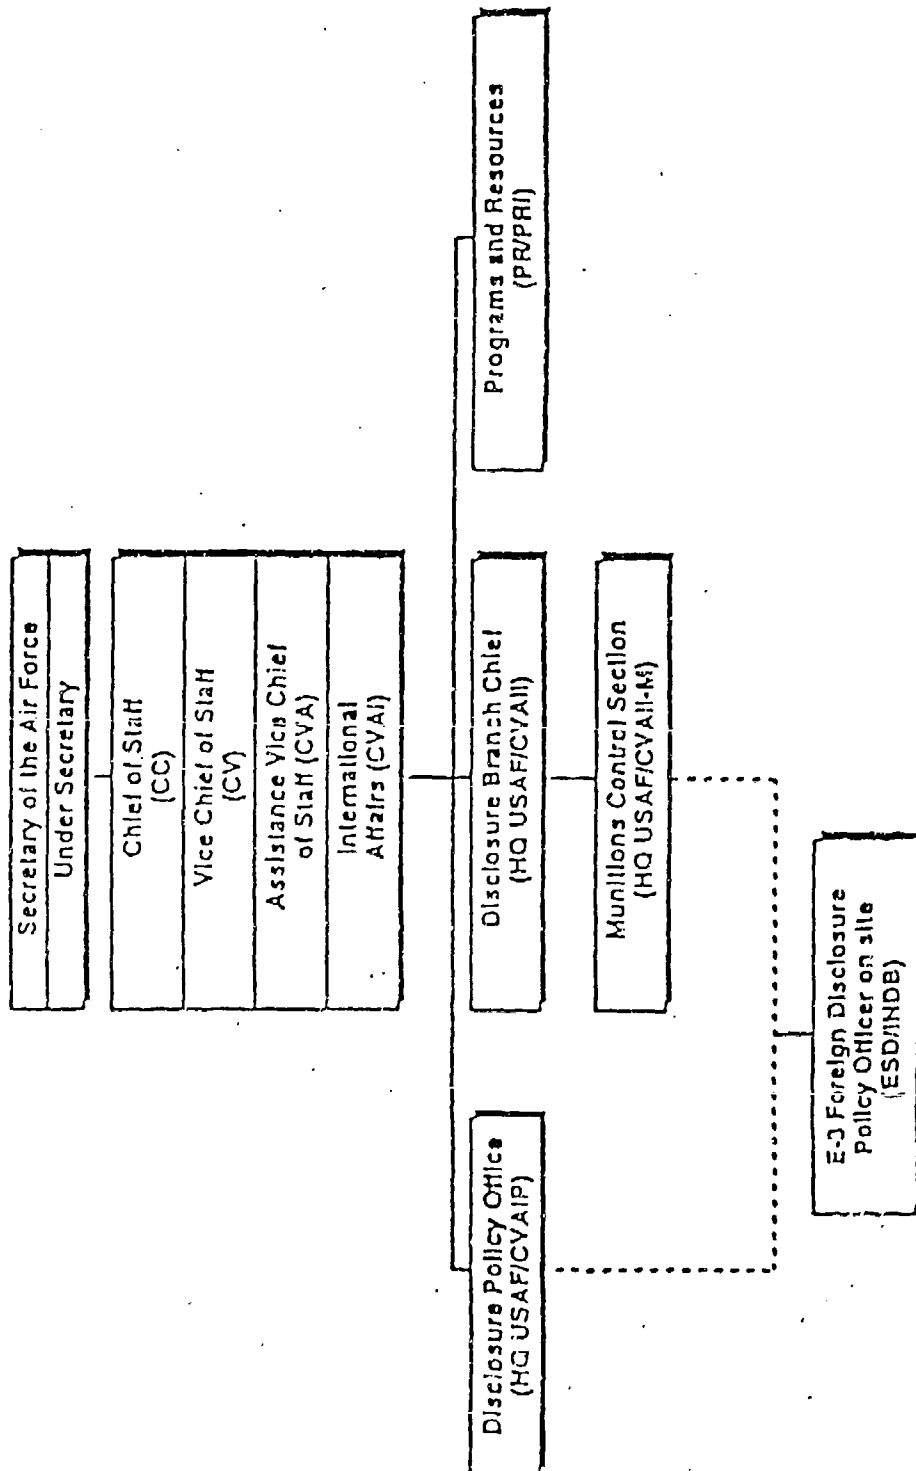 Secretary of the Air Force
Under Secretary
Chief of Staff
(CC)
Vice Chief of Staff
(CV)
Assistance Vice Chief
of Staff (CVA)
International
Affairs (CVAI)
Disclosure Policy Office
(HQ USAF/CVAIP)
Disclosure Branch Chief
(HQ USAF/CVAII)
Programs and Resources
(PR/PRI)
Munitions Control Section
(HQ USAF/CVAII-M)
E-3 Foreign Disclosure
Policy Officer on site
(ESD/INDB)